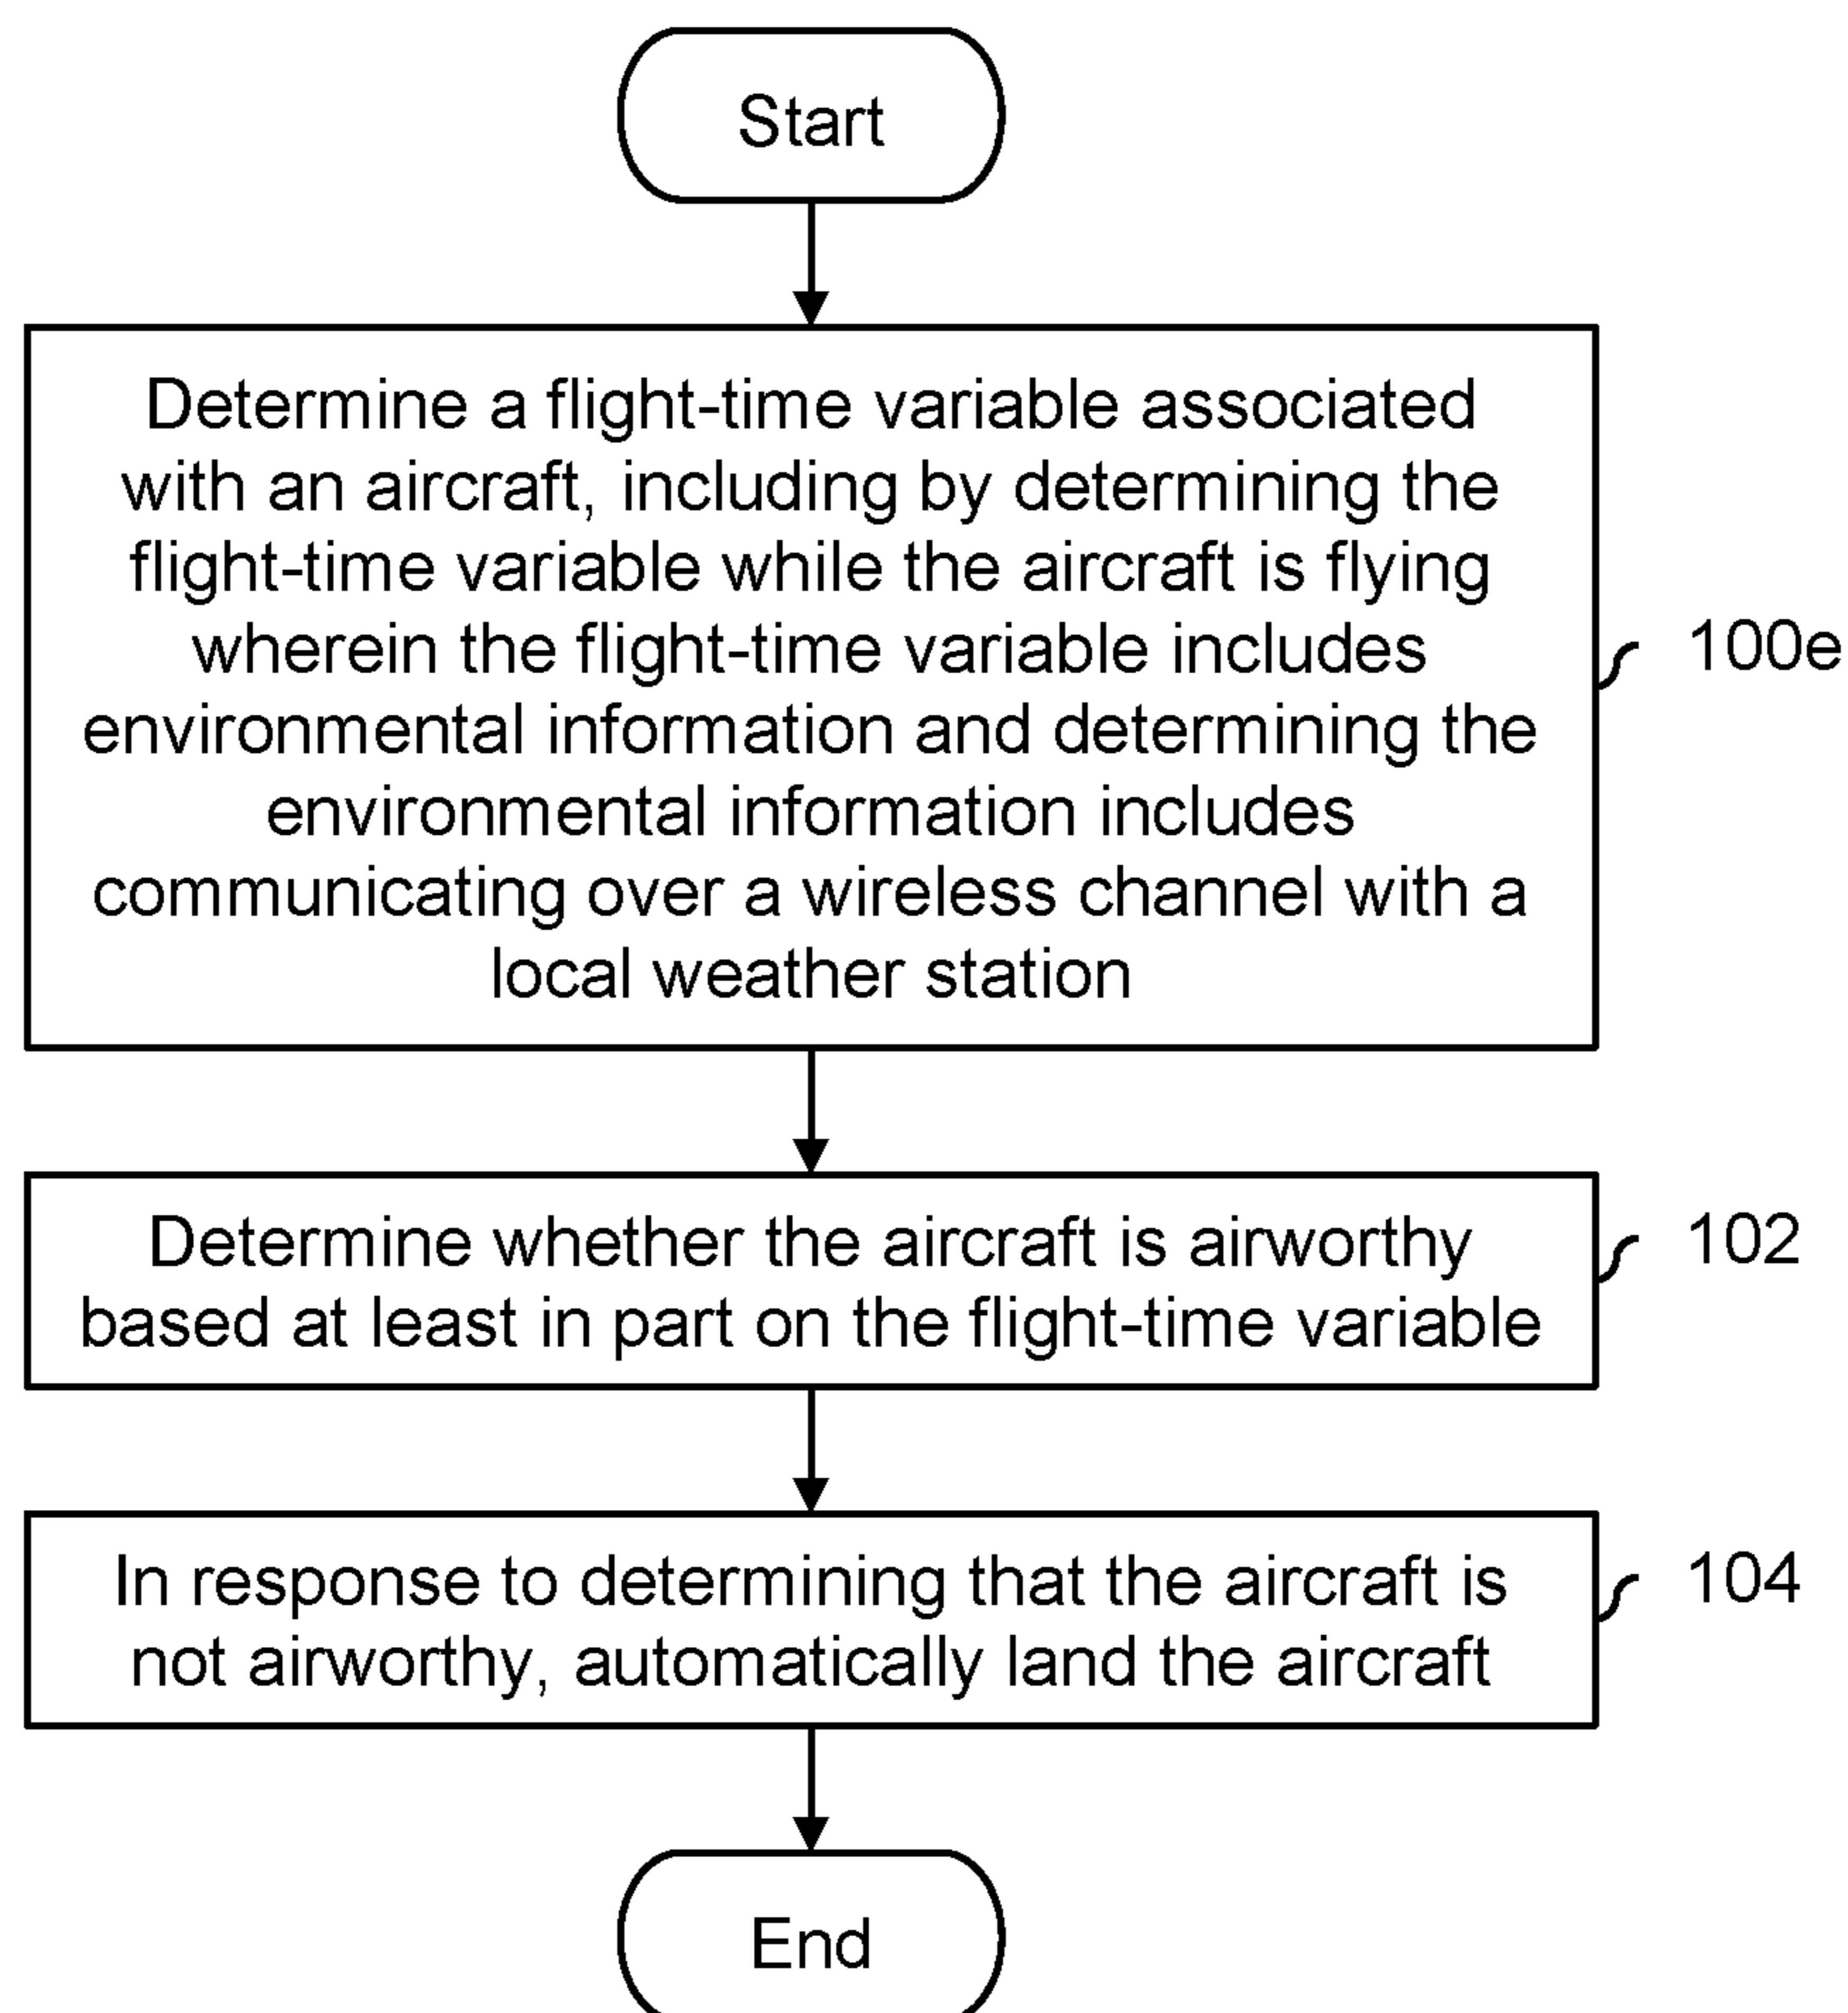 Start
Determine a flight-time variable associated
with an aircraft, including by determining the
flight-time variable while the aircraft is flying
wherein the flight-time variable includes
environmental information and determining the
environmental information includes
communicating over a wireless channel with a
local weather station
100e
Determine whether the aircraft is airworthy
based at least in part on the flight-time variable
102
In response to determining that the aircraft is
not airworthy, automatically land the aircraft
104
End